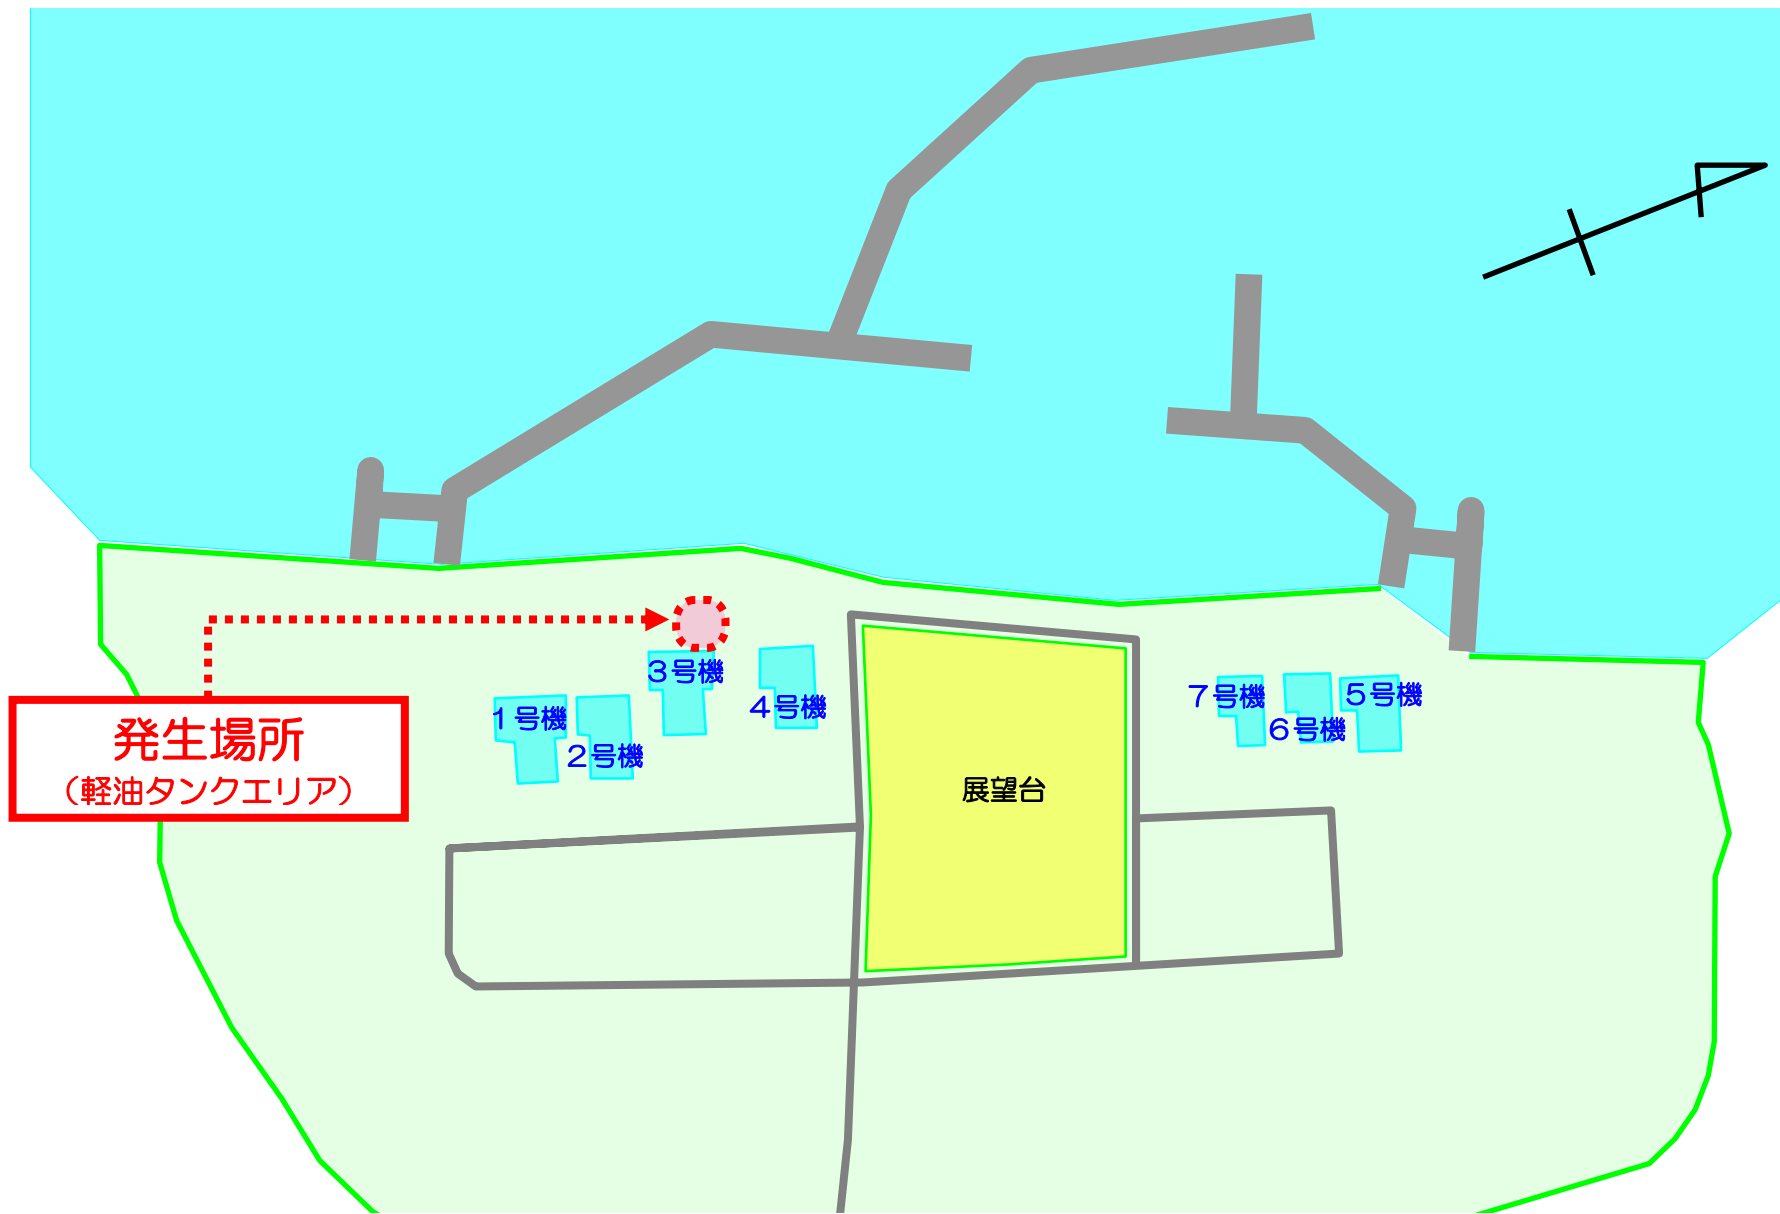 ３号機
４号機
１号機
２号機
７号機
６号機
５号機
発生場所
（軽油タンクエリア）
展望台